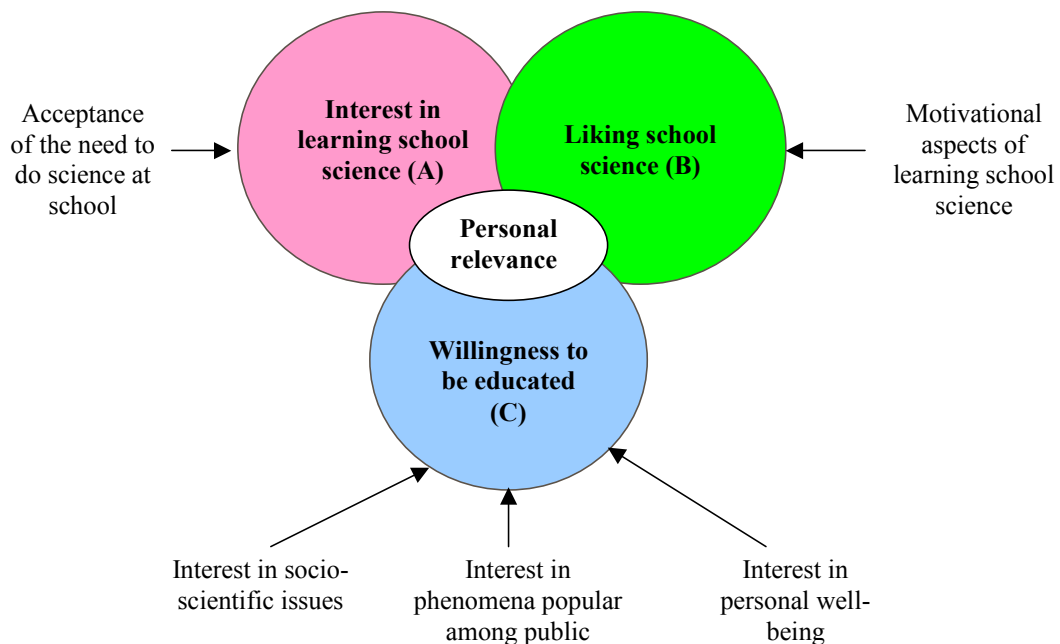 Acceptance
of the need to
do science at
school
Interest in
learning school
science (A)
Liking school
science (B)
Motivational
aspects of
learning school
science
Personal
relevance
Willingness to
be educated
(C)
Interest in socio-
scientific issues
Interest in
phenomena popular
among public
Interest in
personal well-
being